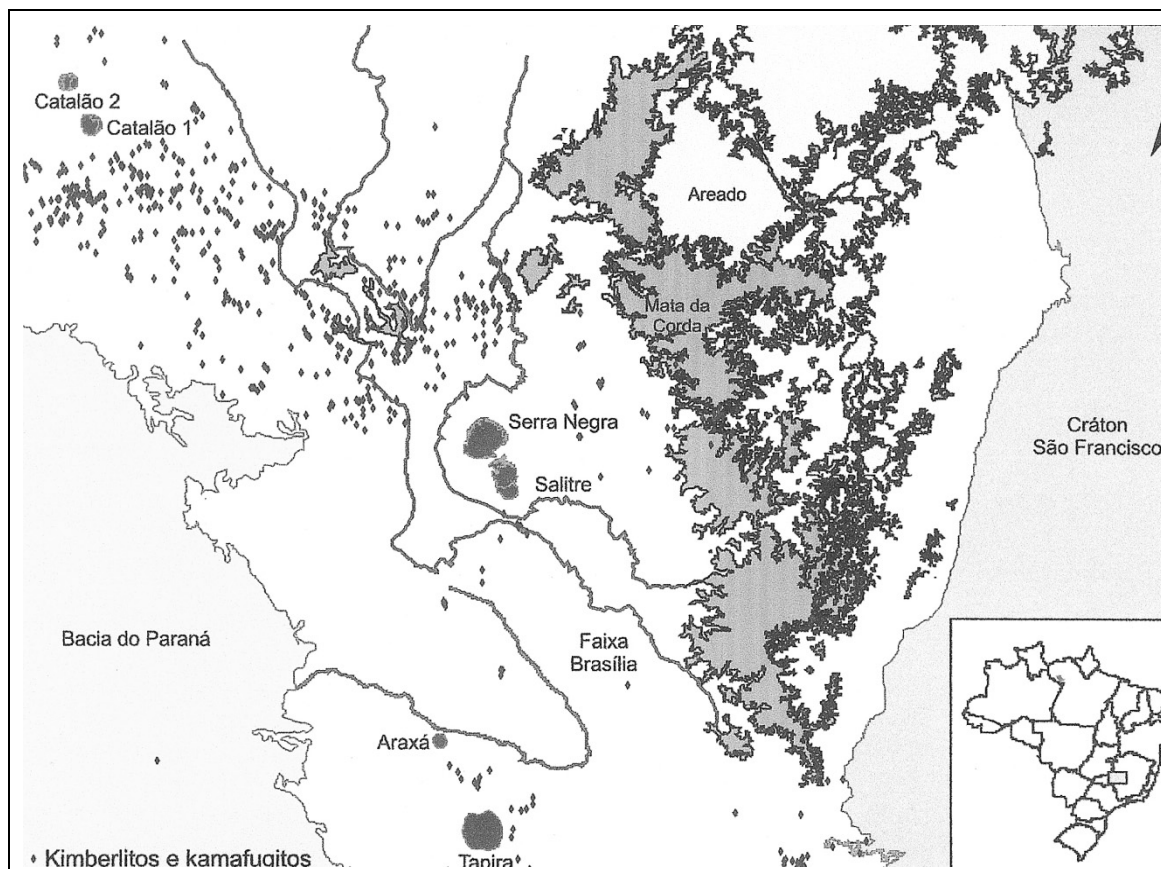 Catalão 2
Catalão 1
Areado
Mata da
Corda
Serra Negra
Salitre
Cráton
São Francisco
Bacia do Paraná
Faixa
Brasília
Araxá
Tapira
Kimberlitos e kamafugitos